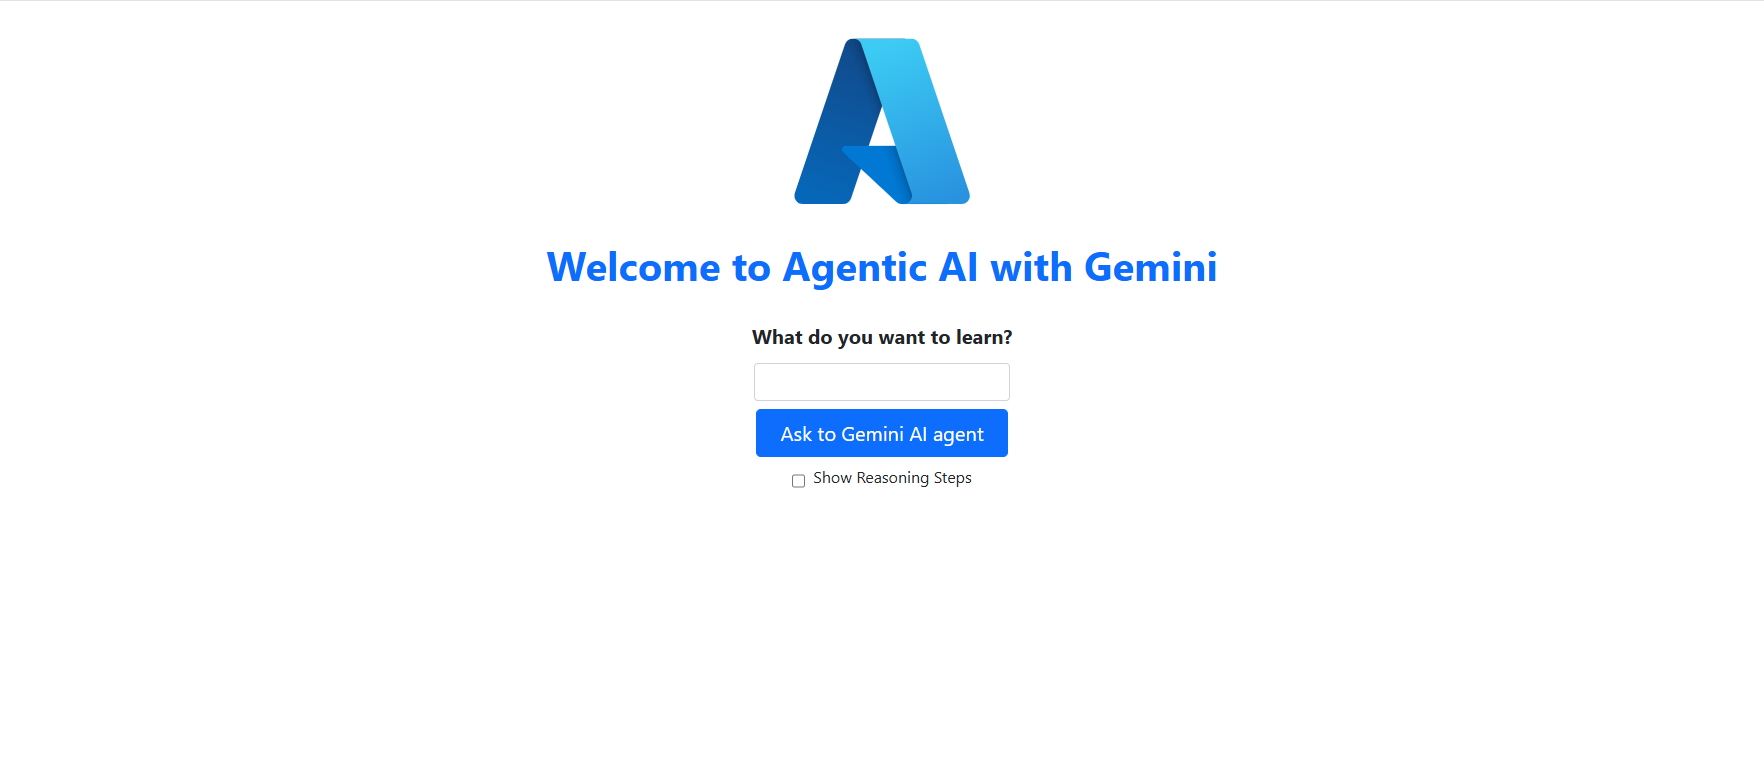 Welcome to Agentic AI with Gemini
What do you want to learn?
Ask to Gemini AI agent
Show Reasoning Steps